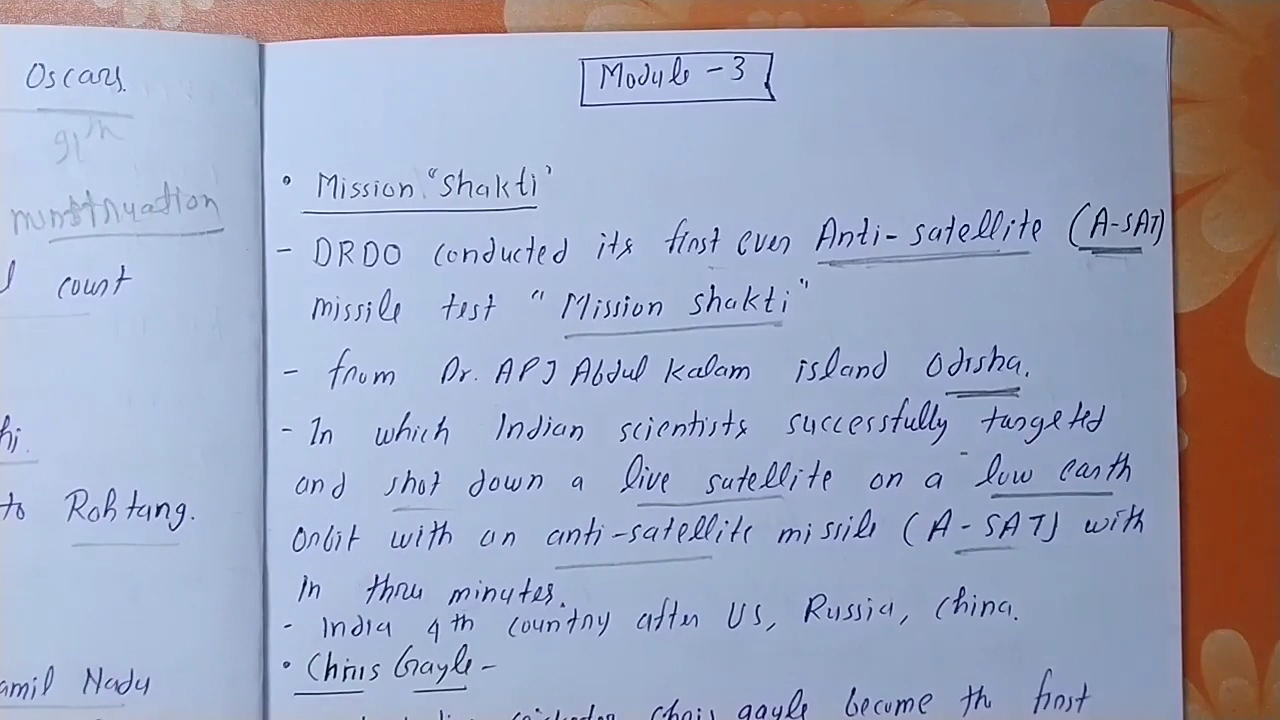 Oscars.
91th
menstruation
count
hi.
to Rohtang.
amil Nadu
Module - 3
• Mission "Shakti"
- DRDO conducted its first ever Anti-satellite (A-SAT)
missile test "Mission Shakti"
- from Dr. APJ Abdul Kalam island Odisha.
- In which Indian scientists successfully targeted
and shot down a live satellite on a low earth
orbit with an anti-satellite missile (A-SAT) with
in three minutes.
- India 4th country after US, Russia, China.
• Chris Gayle -
cricketer chris gayle become the first